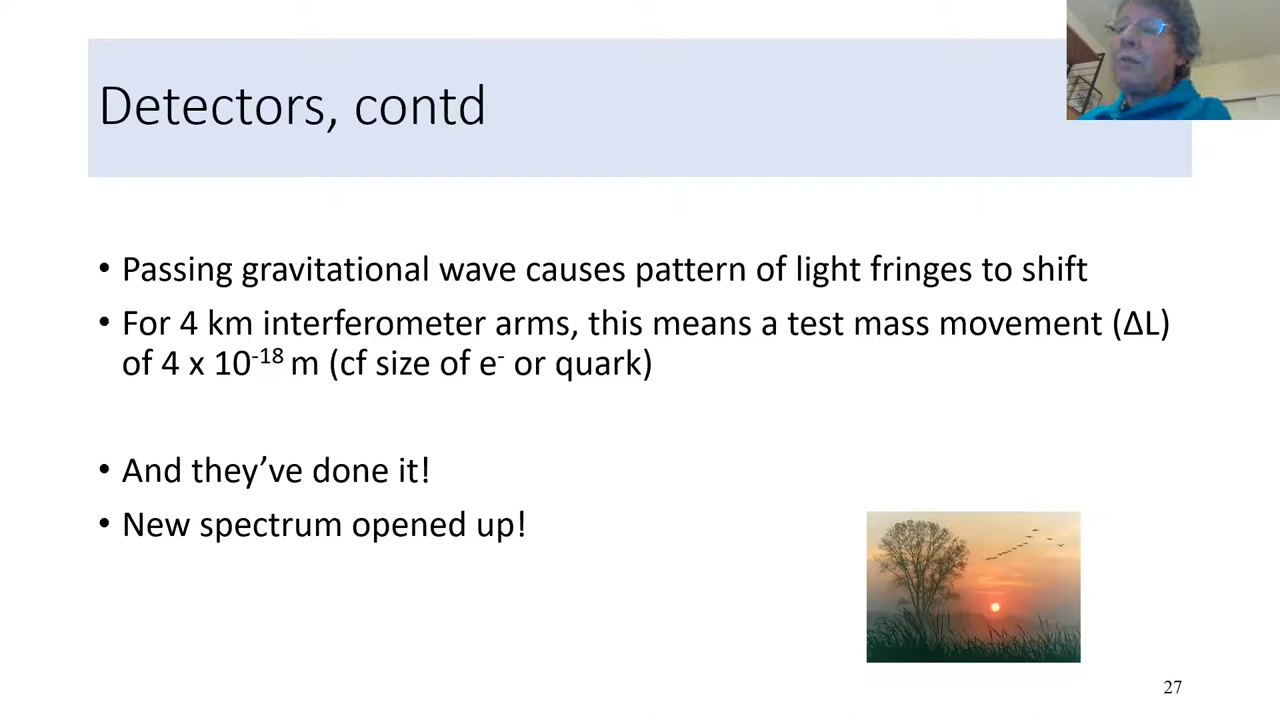 Detectors, contd
• Passing gravitational wave causes pattern of light fringes to shift
• For 4 km interferometer arms, this means a test mass movement (ΔL)
of 4 x 10⁻¹⁸ m (cf size of e⁻ or quark)
• And they’ve done it!
• New spectrum opened up!
27